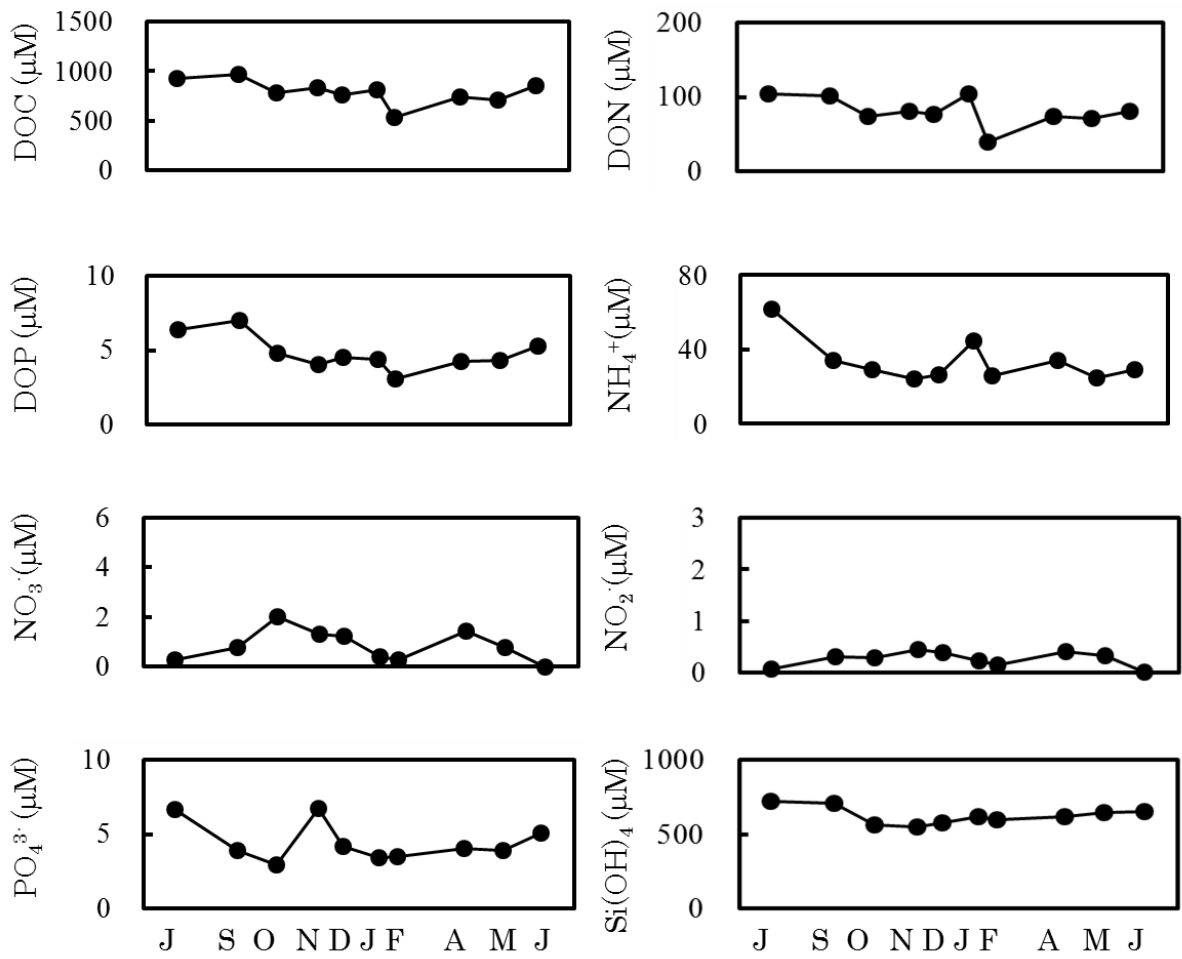 DOC (μM)
1500
1000
500
0
DON (μM)
200
100
0
DOP (μM)
10
5
0
NH₄⁺(μM)
80
40
0
NO₃⁻(μM)
6
4
2
0
NO₂⁻(μM)
3
2
1
0
PO₄³⁻ (μM)
10
5
0
Si(OH)₄ (μM)
1000
500
0
J S O N D J F A M J
J S O N D J F A M J